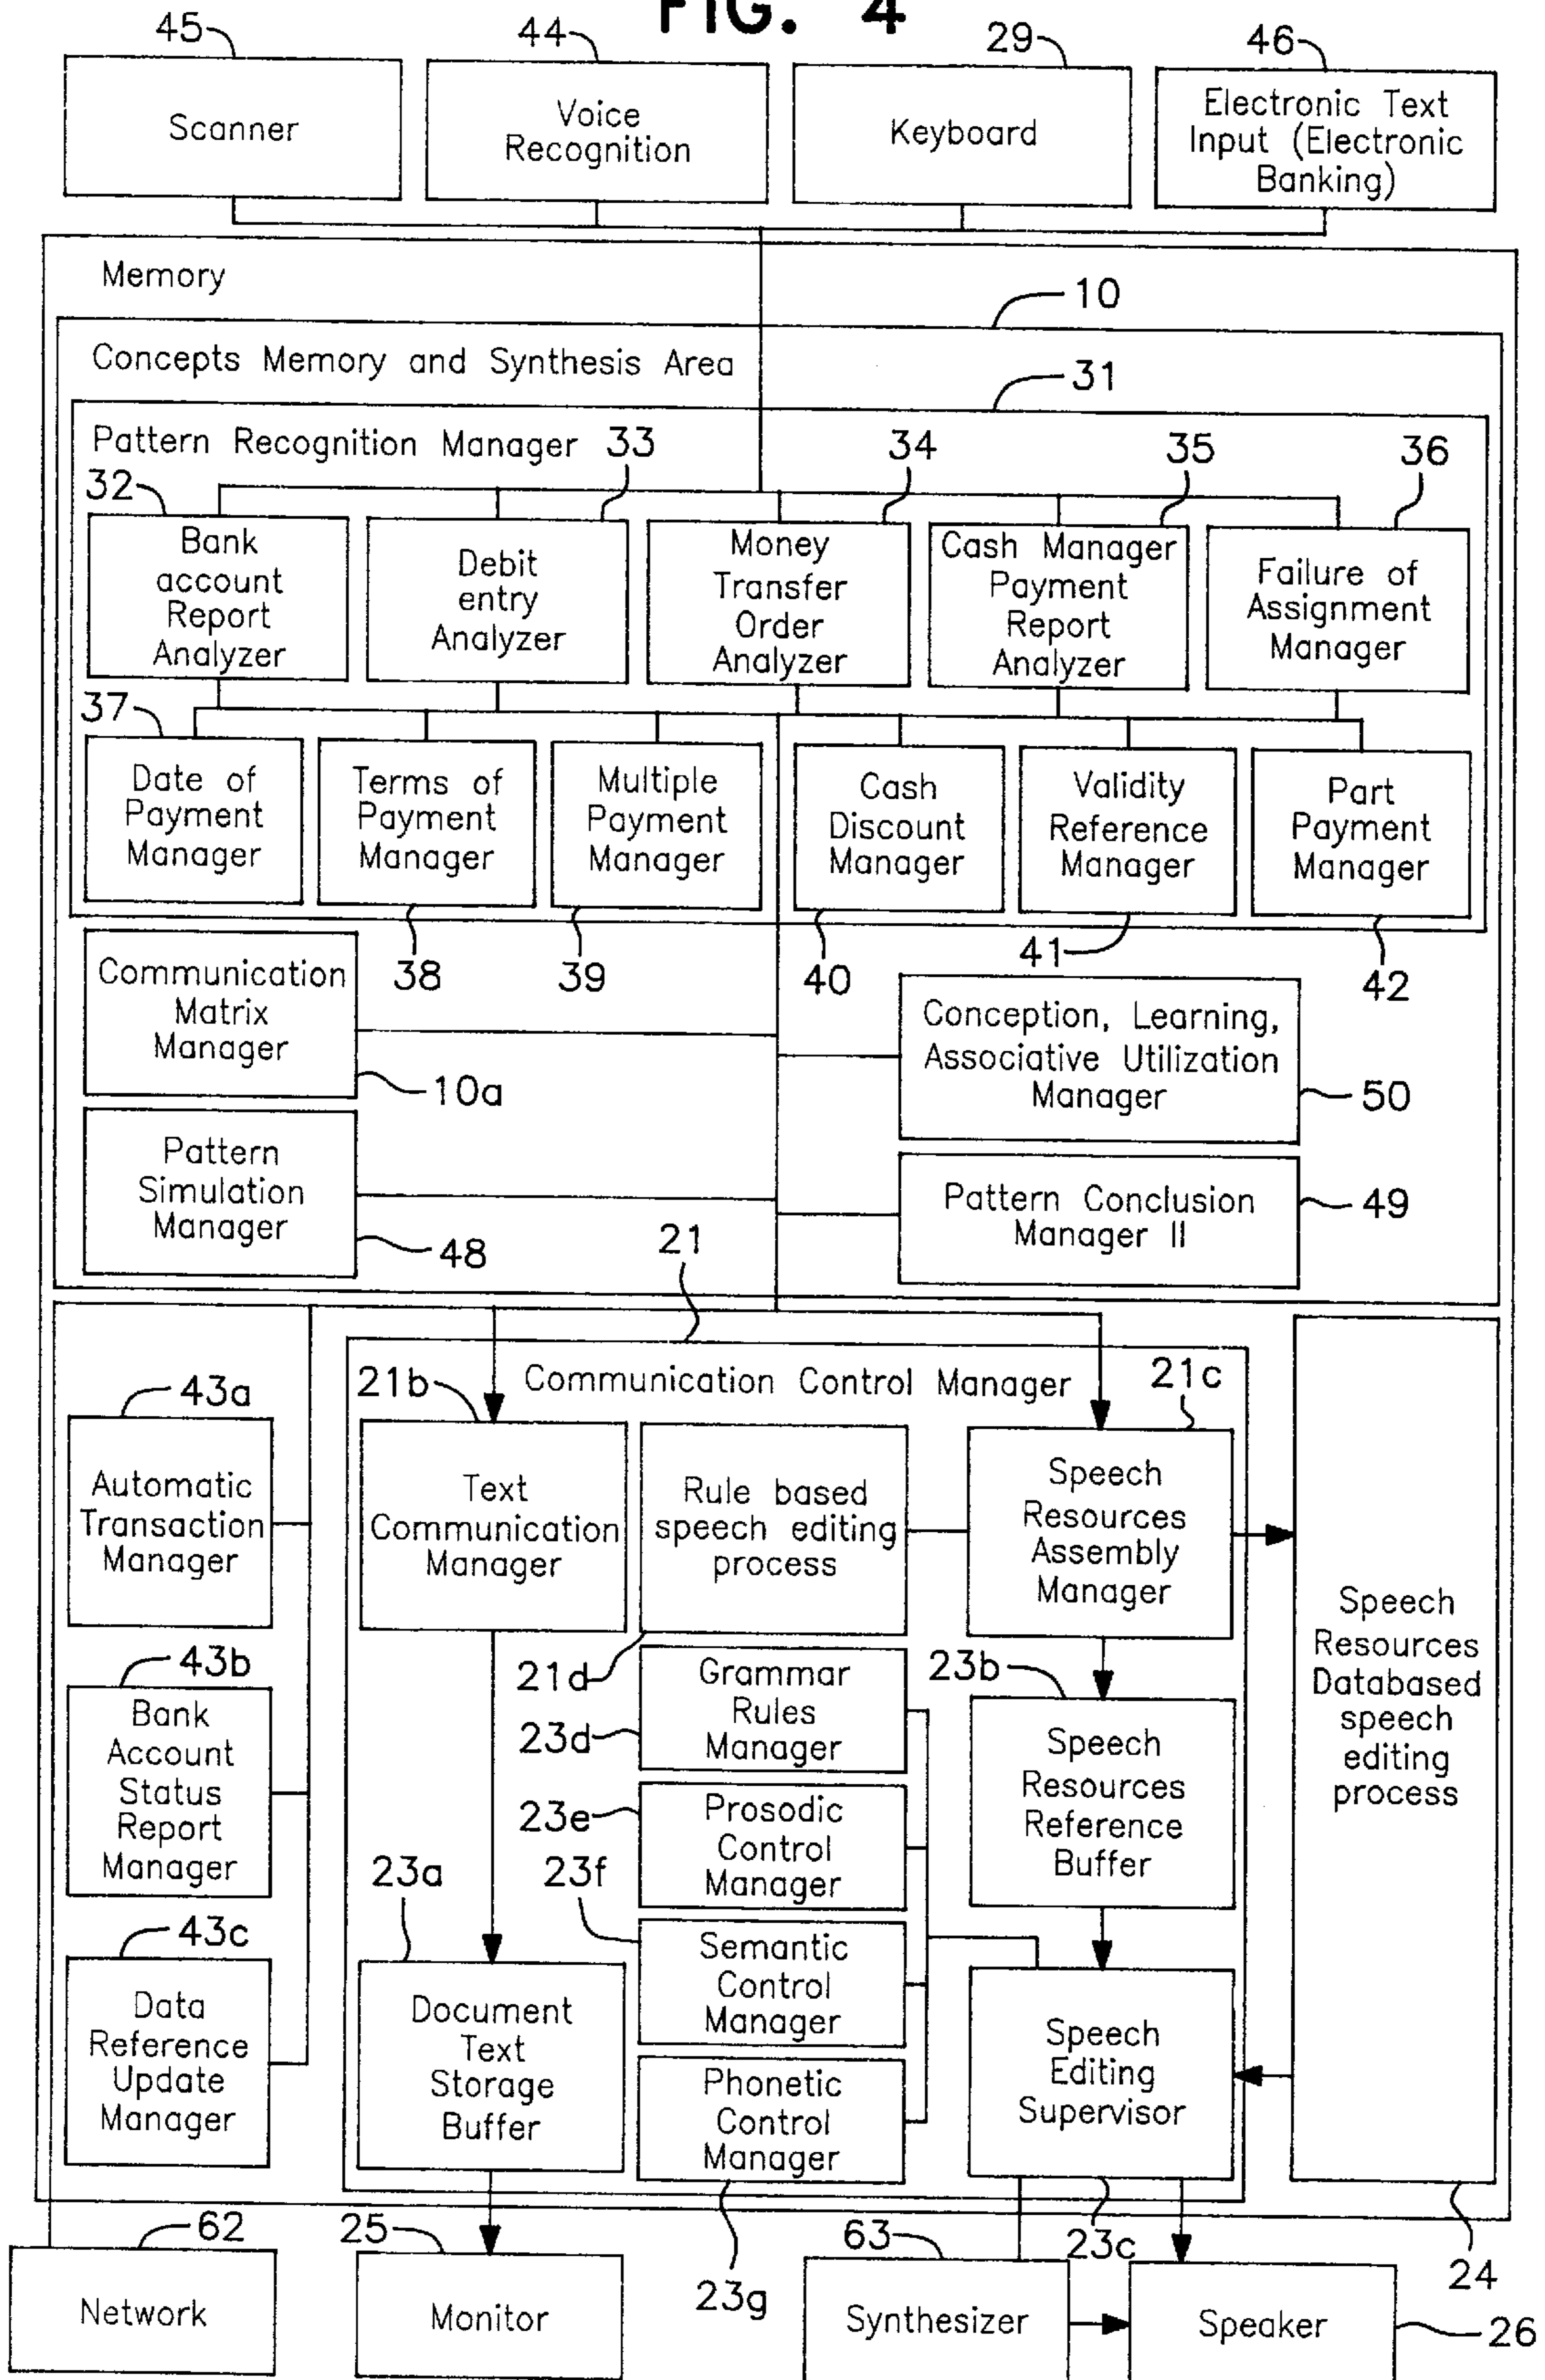 FIG. 4
45
44
29
46
Scanner
Voice
Recognition
Keyboard
Electronic Text
Input (Electronic
Banking)
Memory
10
Concepts Memory and Synthesis Area
31
Pattern Recognition Manager
33
34
35
36
32
Bank
account
Report
Analyzer
Debit
entry
Analyzer
Money
Transfer
Order
Analyzer
Cash Manager
Payment
Report
Analyzer
Failure of
Assignment
Manager
37
Date of
Payment
Manager
Terms of
Payment
Manager
Multiple
Payment
Manager
Cash
Discount
Manager
Validity
Reference
Manager
Part
Payment
Manager
38
39
40
41
42
Communication
Matrix
Manager
10a
Conception, Learning,
Associative Utilization
Manager
50
Pattern
Simulation
Manager
48
Pattern Conclusion
Manager II
49
21
Communication Control Manager
43a
21b
21c
Automatic
Transaction
Manager
Text
Communication
Manager
Rule based
speech editing
process
Speech
Resources
Assembly
Manager
Speech
Resources
Databased
speech
editing
process
43b
21d
23b
Bank
Account
Status
Report
Manager
Grammar
Rules
Manager
23d
Speech
Resources
Reference
Buffer
23e
Prosodic
Control
Manager
23a
23f
43c
Data
Reference
Update
Manager
Document
Text
Storage
Buffer
Semantic
Control
Manager
Speech
Editing
Supervisor
Phonetic
Control
Manager
62
25
63
23c
24
23g
Network
Monitor
Synthesizer
Speaker
26